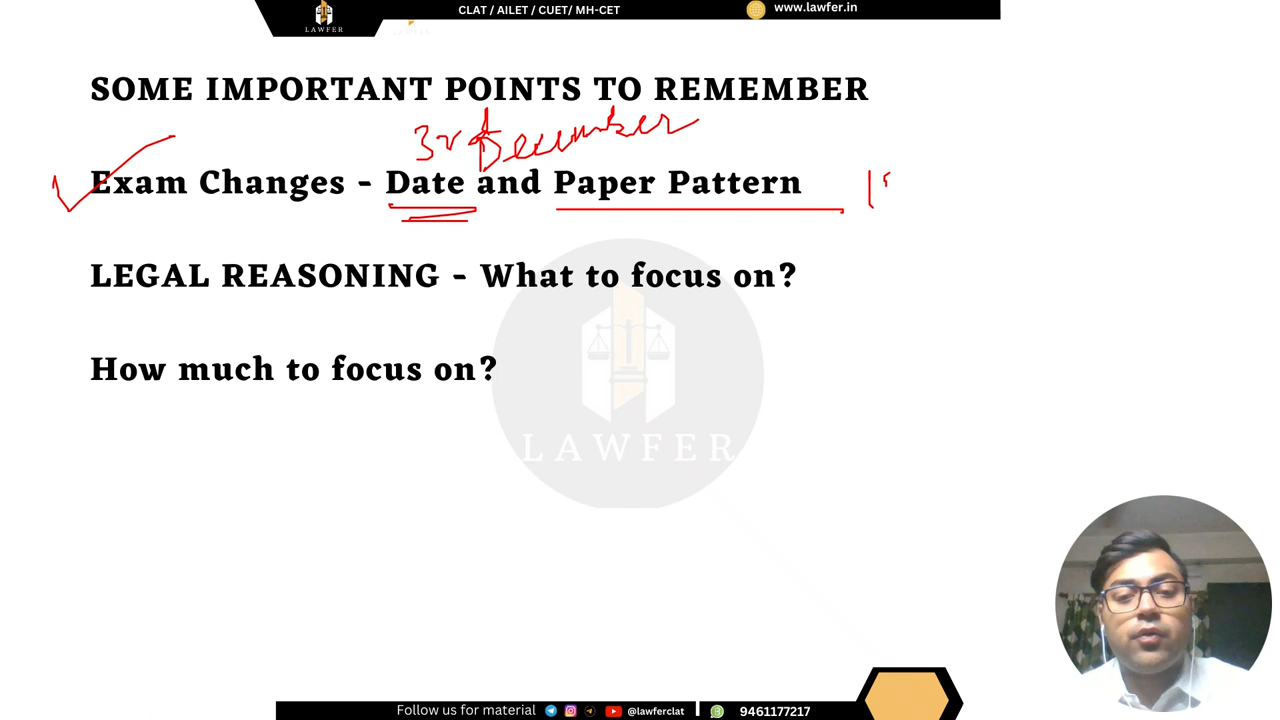 CLAT / AILET / CUET/ MH-CET
www.lawfer.in
LAWFER
SOME IMPORTANT POINTS TO REMEMBER
3rd December
Exam Changes - Date and Paper Pattern
LEGAL REASONING - What to focus on?
How much to focus on?
LAWFER
Follow us for material @lawferclat 9461177217